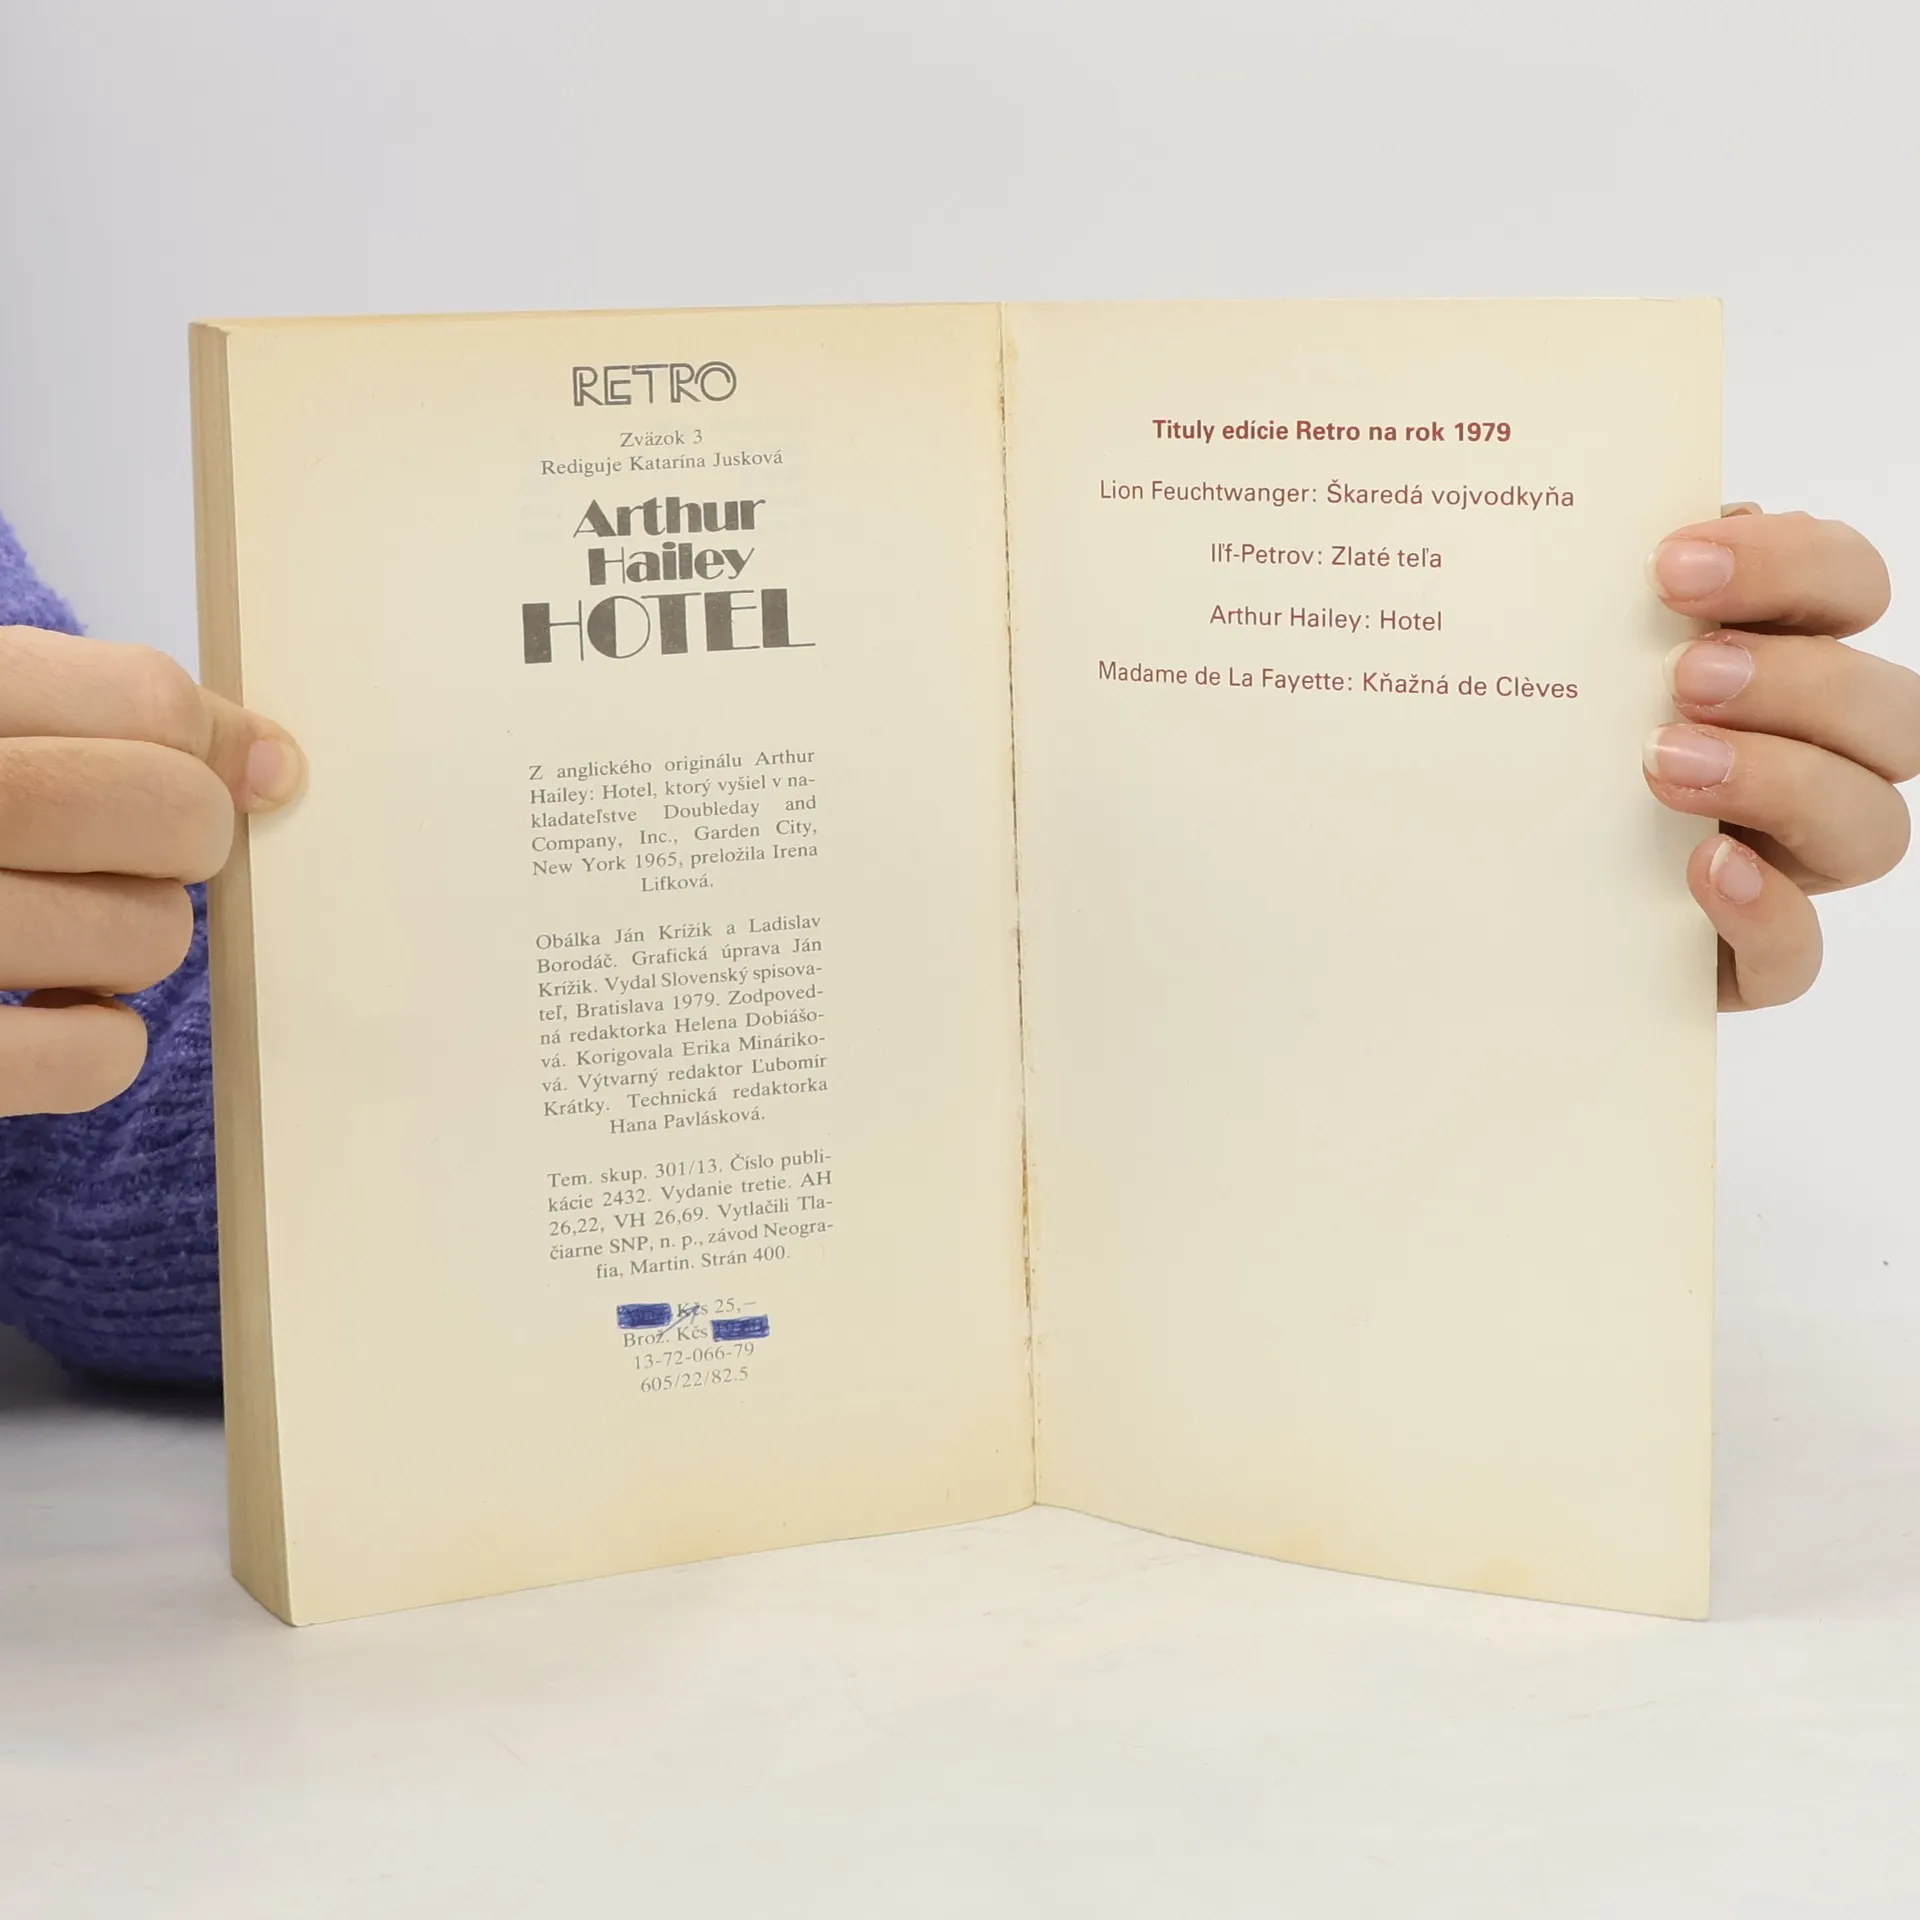 RETRO
Zväzok 3
Rediguje Katarína Jusková
Arthur
Hailey
HOTEL
Z anglického originálu Arthur
Hailey: Hotel, ktorý vyšiel v na-
kladateľstve Doubleday and
Company, Inc., Garden City,
New York 1965, preložila Irena
Lifková.
Obálka Ján Krížik a Ladislav
Borodáč. Grafická úprava Ján
Krížik. Vydal Slovenský spisova-
teľ, Bratislava 1979. Zodpoved-
ná redaktorka Helena Dobiášo-
vá. Korigovala Erika Mináriko-
vá. Výtvarný redaktor Ľubomír
Krátky. Technická redaktorka
Hana Pavlásková.
Tem. skup. 301/13. Číslo publi-
kácie 2432. Vydanie tretie. AH
26,22, VH 26,69. Vytlačili Tla-
čiarne SNP, n. p., závod Neogra-
fia, Martin. Strán 400.
Kčs 25,—
Brož. Kčs
13-72-066-79
605/22/82.5
Tituly edície Retro na rok 1979
Lion Feuchtwanger: Škaredá vojvodkyňa
Iľf-Petrov: Zlaté teľa
Arthur Hailey: Hotel
Madame de La Fayette: Kňažná de Clèves